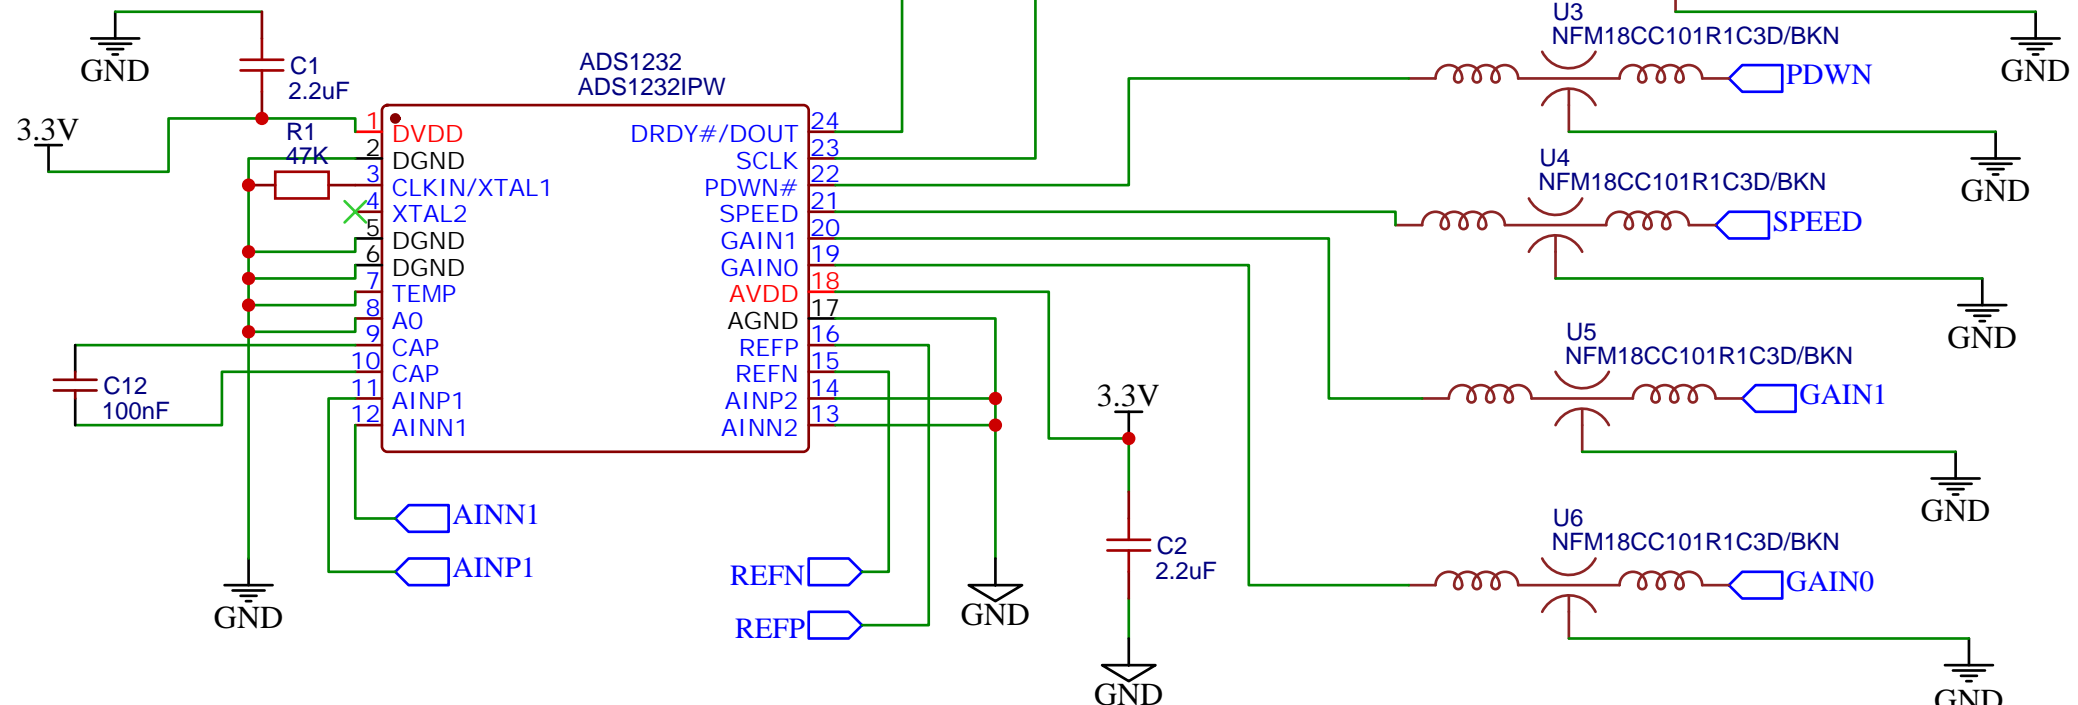 GND
C1
2.2uF
3.3V
R1
47K
ADS1232
ADS1232IPW
1
DVDD
2
DGND
3
CLKIN/XTAL1
4
XTAL2
5
DGND
6
DGND
7
TEMP
8
A0
9
CAP
10
CAP
11
AINP1
12
AINN1
DRDY#/DOUT
24
SCLK
23
PDWN#
22
SPEED
21
GAIN1
20
GAIN0
19
AVDD
18
AGND
17
REFP
16
REFN
15
AINP2
14
AINN2
13
C12
100nF
AINN1
AINP1
GND
REFN
REFP
GND
3.3V
C2
2.2uF
GND
U3
NFM18CC101R1C3D/BKN
PDWN
GND
GND
U4
NFM18CC101R1C3D/BKN
SPEED
GND
U5
NFM18CC101R1C3D/BKN
GAIN1
GND
U6
NFM18CC101R1C3D/BKN
GAIN0
GND